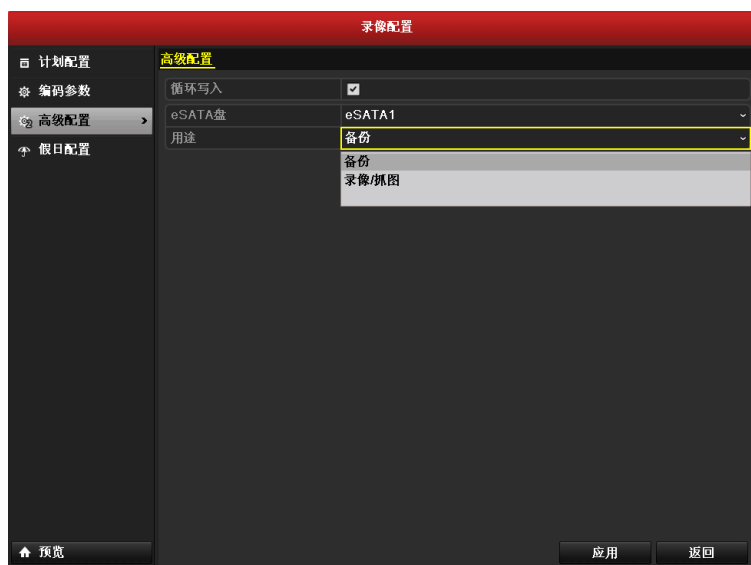 录像配置
计划配置
编码参数
高级配置
假日配置
高级配置
循环写入
eSATA盘 eSATA1
用途 备份
备份
录像/抓图
预览
应用 返回